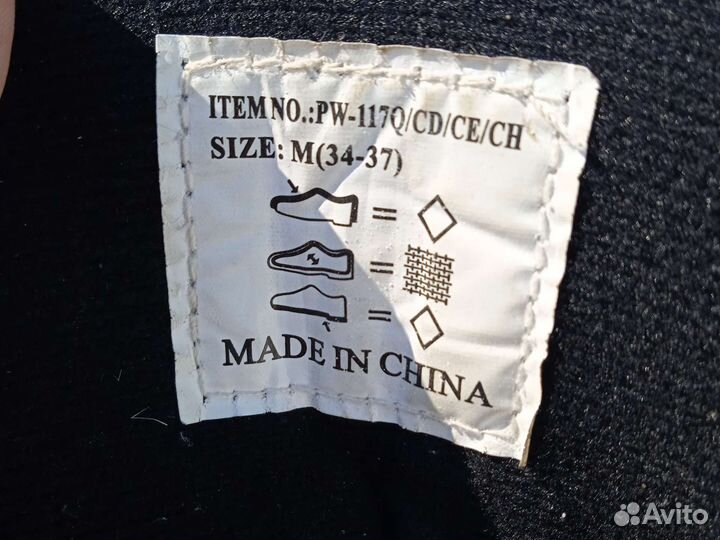 ITEM NO.:PW-117Q/CD/CE/CH
SIZE: M(34-37)
=
=
=
MADE IN CHINA
Avito